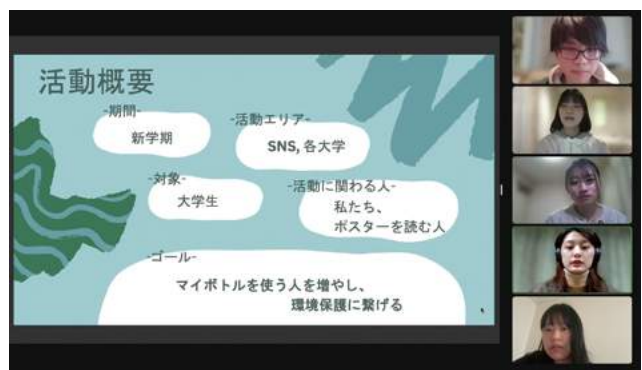 活動概要
-期間-
新学期
-活動エリア-
SNS, 各大学
-対象-
大学生
-活動に関わる人-
私たち、
ポスターを読む人
-ゴール-
マイボトルを使う人を増やし、
環境保護に繋げる